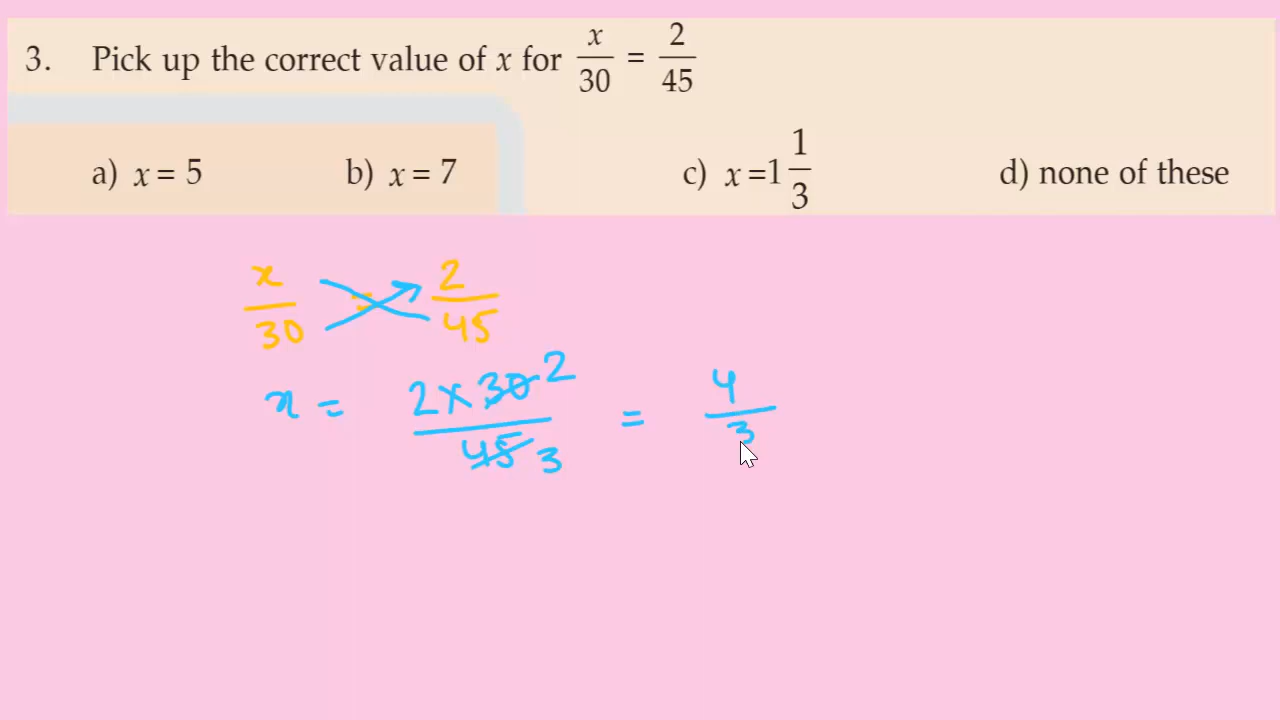 3. Pick up the correct value of x for x/30 = 2/45
a) x = 5 b) x = 7 c) x =1 1/3 d) none of these
x/30 = 2/45
x = 2 x 30 2 / 45 3 = 4/3